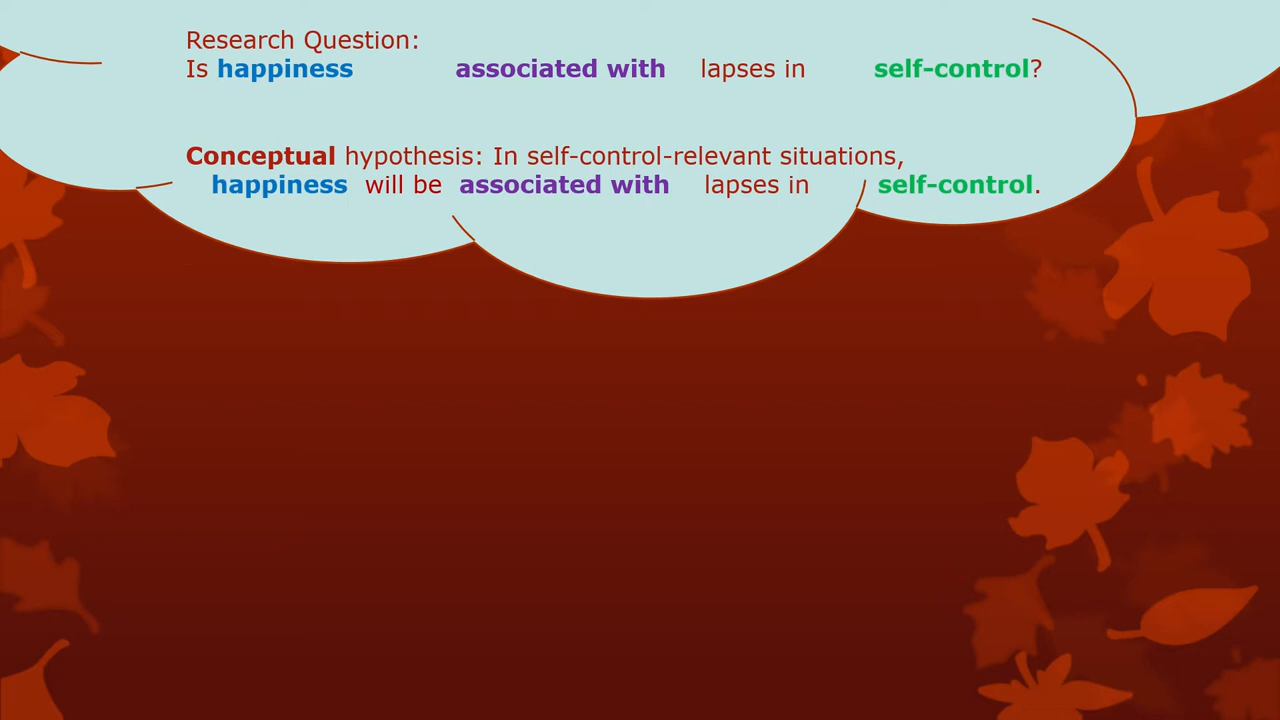 Research Question:
Is happiness associated with lapses in self-control?
Conceptual hypothesis: In self-control-relevant situations,
happiness will be associated with lapses in self-control.